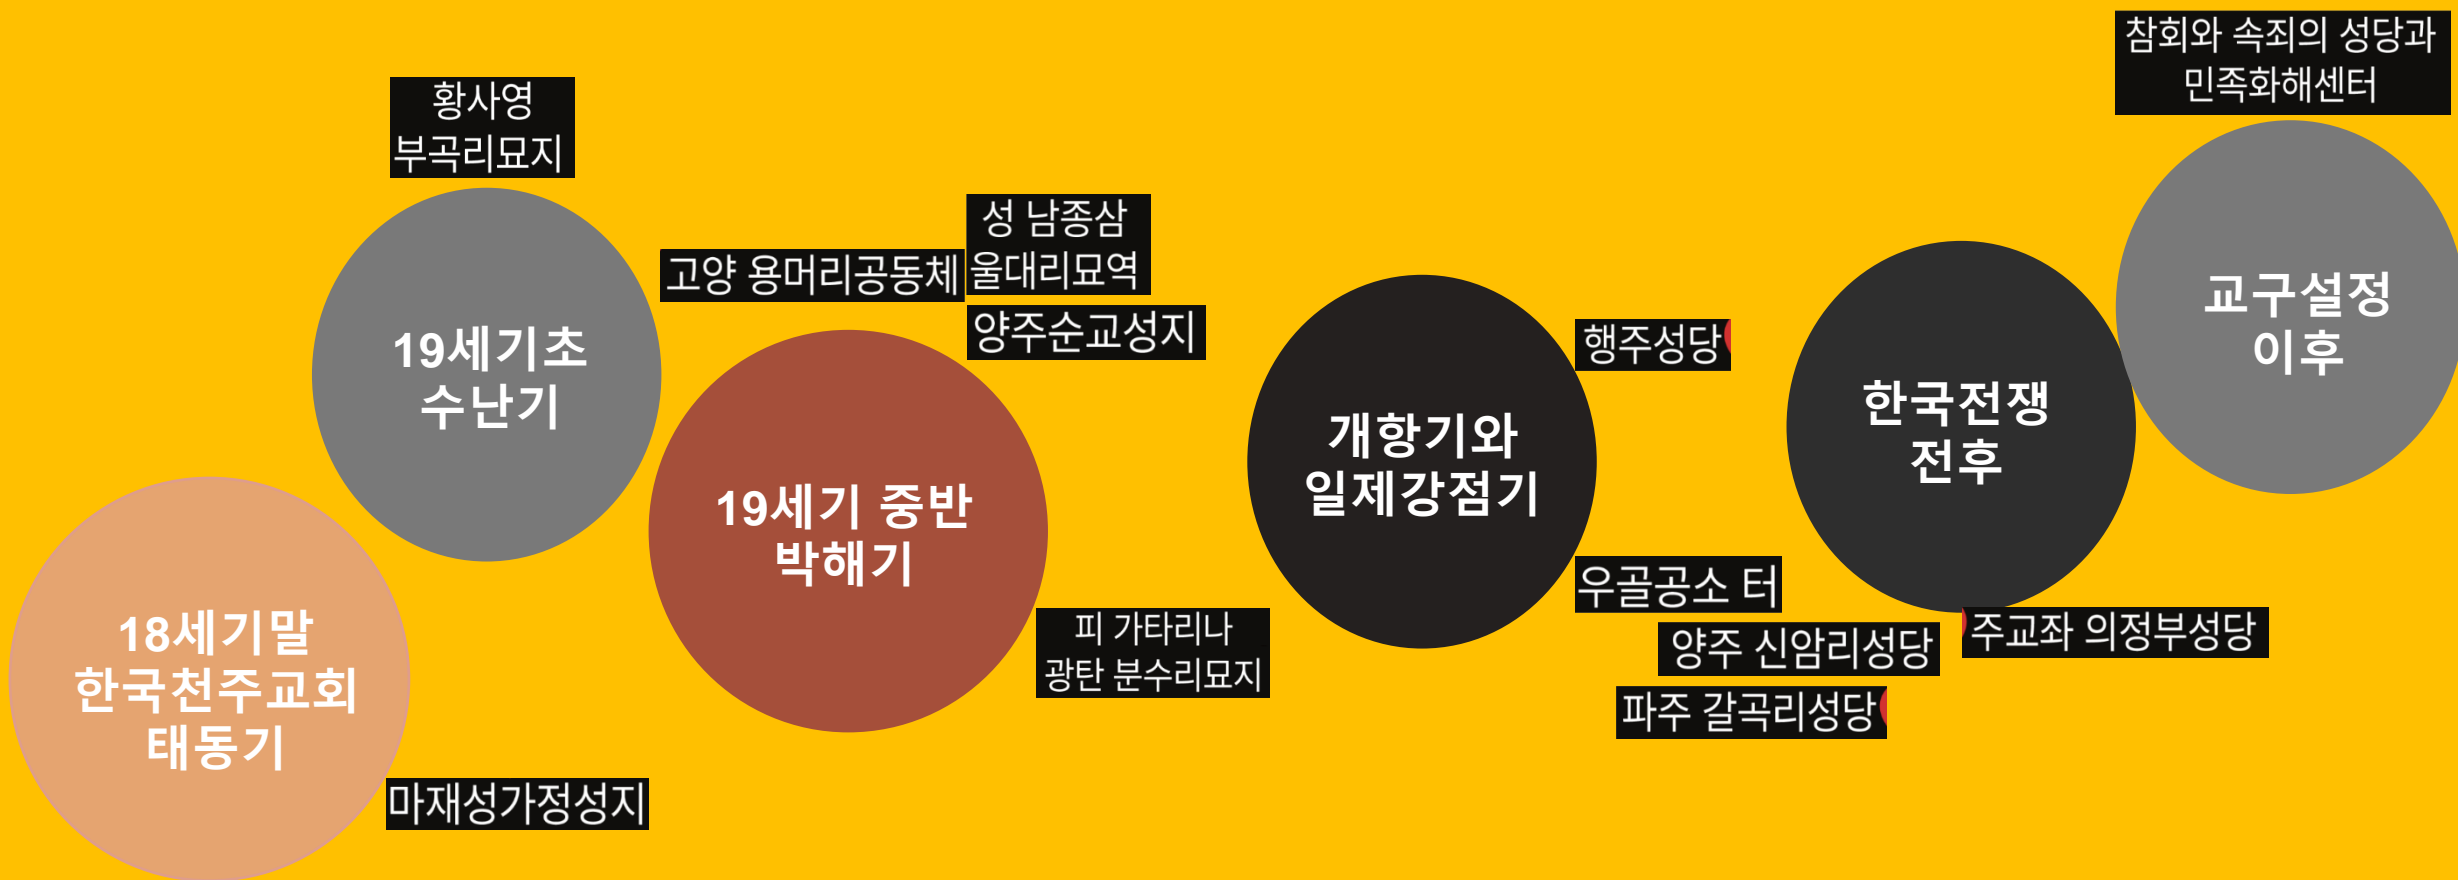 18세기말
한국천주교회
태동기
마재성가정성지
황사영
부곡리묘지
19세기초
수난기
고양 용머리공동체
성 남종삼
울대리묘역
양주순교성지
19세기 중반
박해기
피 가타리나
광탄 분수리묘지
개항기와
일제강점기
행주성당
우골공소 터
양주 신암리성당
파주 갈곡리성당
한국전쟁
전후
주교좌 의정부성당
참회와 속죄의 성당과
민족화해센터
교구설정
이후